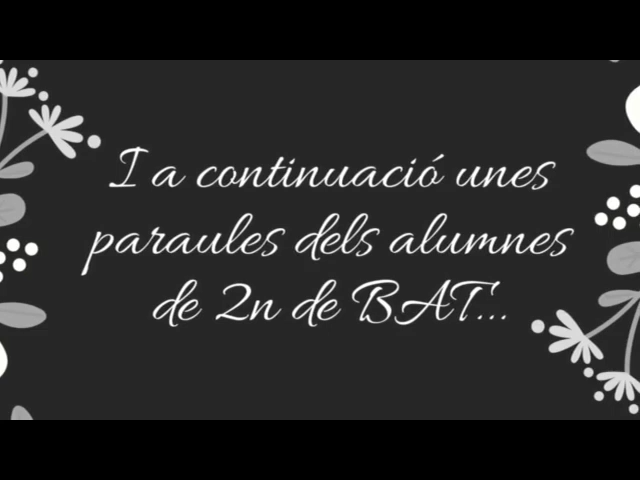 I a continuació unes
paraules dels alumnes
de 2n de BAT...